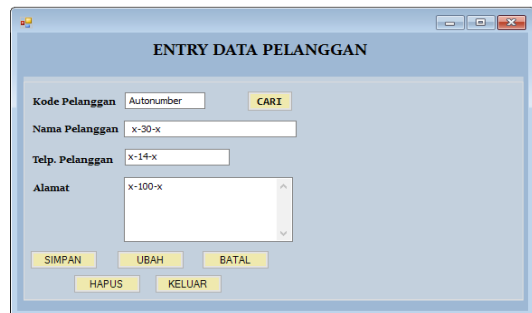 ENTRY DATA PELANGGAN
Kode Pelanggan Autonumber CARI
Nama Pelanggan x-30-x
Telp. Pelanggan x-14-x
Alamat x-100-x
SIMPAN UBAH BATAL
HAPUS KELUAR